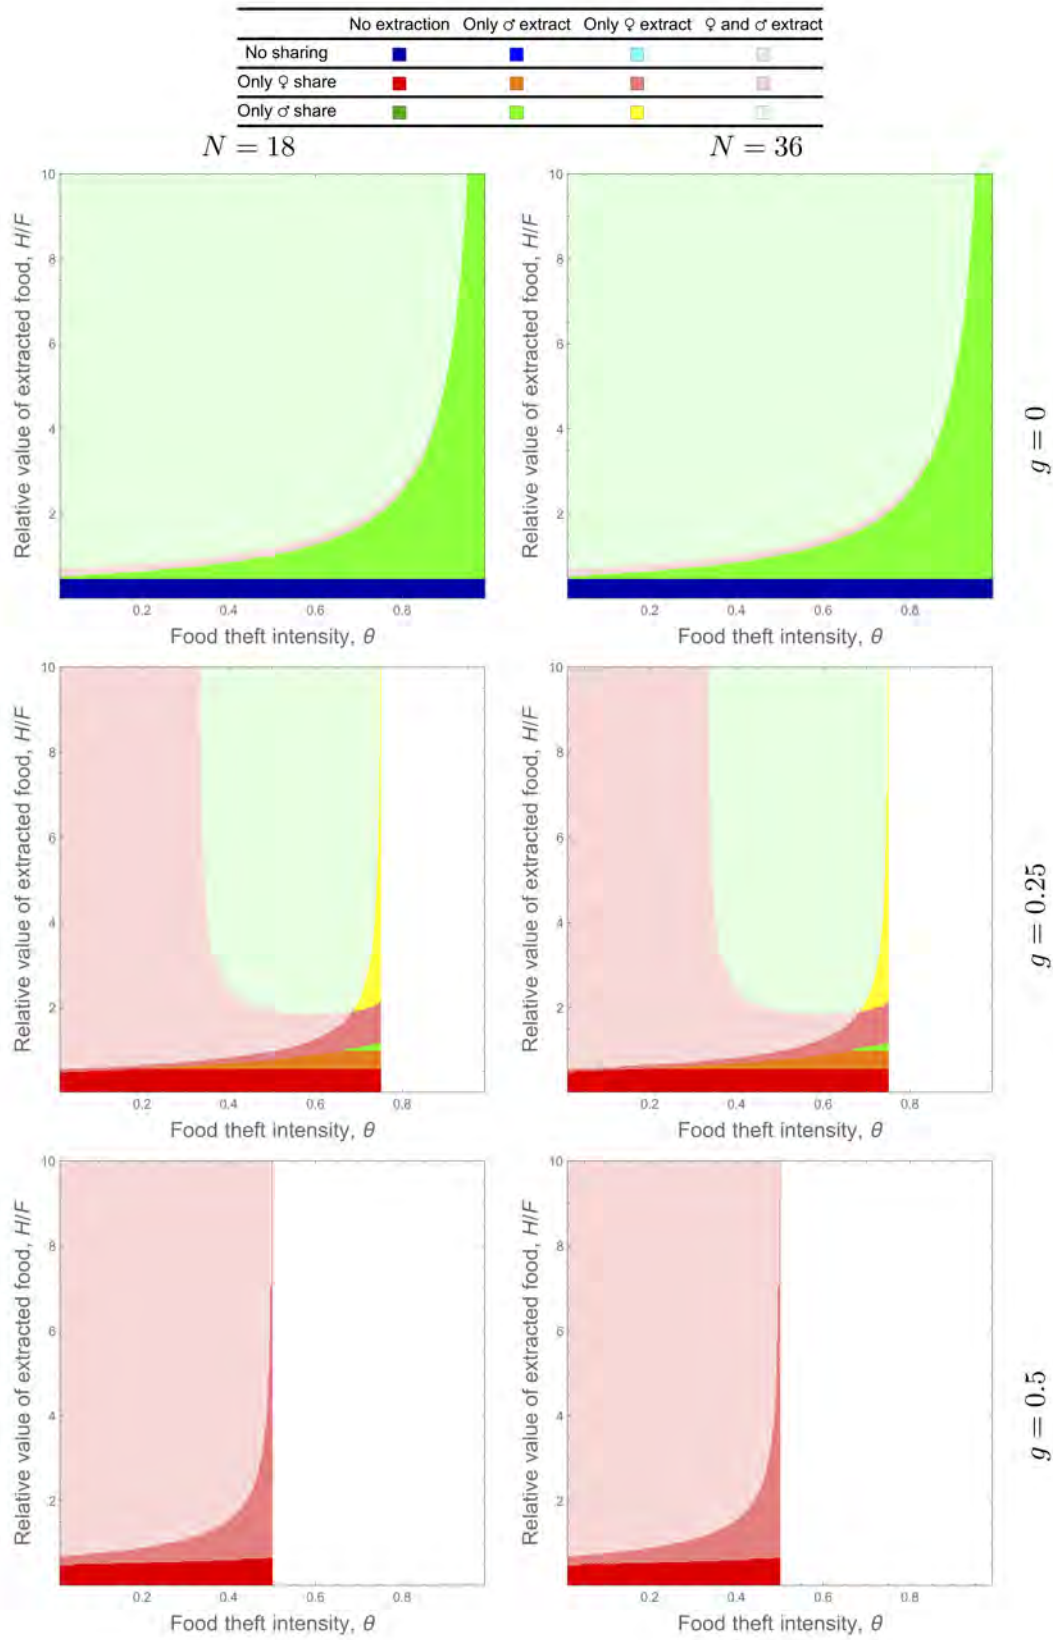 No extraction Only ♂ extract Only ♀ extract ♀ and ♂ extract
No sharing
Only ♀ share
Only ♂ share
N = 18 N = 36
Relative value of extracted food, H/F
10
8
6
4
2
0.2 0.4 0.6 0.8
Food theft intensity, θ
Relative value of extracted food, H/F
10
8
6
4
2
0.2 0.4 0.6 0.8
Food theft intensity, θ
g = 0
Relative value of extracted food, H/F
10
8
6
4
2
0.2 0.4 0.6 0.8
Food theft intensity, θ
Relative value of extracted food, H/F
10
8
6
4
2
0.2 0.4 0.6 0.8
Food theft intensity, θ
g = 0.25
Relative value of extracted food, H/F
10
8
6
4
2
0.2 0.4 0.6 0.8
Food theft intensity, θ
Relative value of extracted food, H/F
10
8
6
4
2
0.2 0.4 0.6 0.8
Food theft intensity, θ
g = 0.5